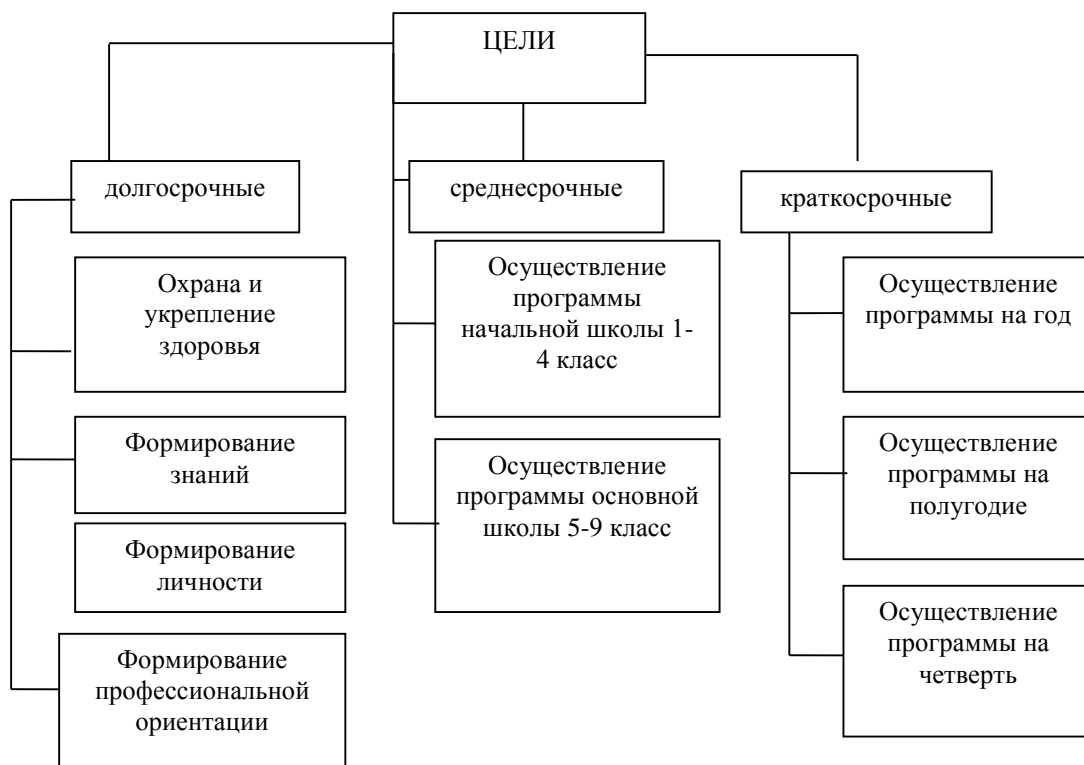 ЦЕЛИ
долгосрочные
Охрана и
укрепление
здоровья
Формирование
знаний
Формирование
личности
Формирование
профессиональной
ориентации
среднесрочные
Осуществление
программы
начальной школы 1-
4 класс
Осуществление
программы основной
школы 5-9 класс
краткосрочные
Осуществление
программы на год
Осуществление
программы на
полугодие
Осуществление
программы на
четверть